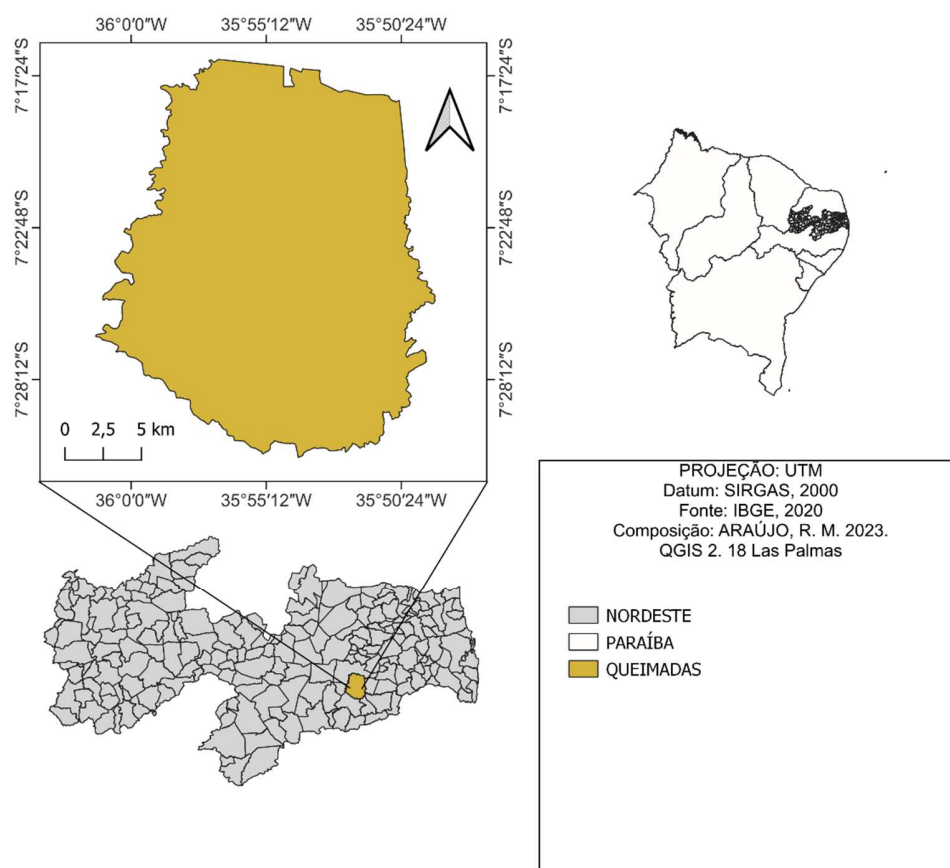 36°0′0″W 35°55′12″W 35°50′24″W
7°17′24″S 7°17′24″S
7°22′48″S 7°22′48″S
7°28′12″S 7°28′12″S
0 2,5 5 km
36°0′0″W 35°55′12″W 35°50′24″W
PROJEÇÃO: UTM
Datum: SIRGAS, 2000
Fonte: IBGE, 2020
Composição: ARAÚJO, R. M. 2023.
QGIS 2. 18 Las Palmas
NORDESTE
PARAÍBA
QUEIMADAS